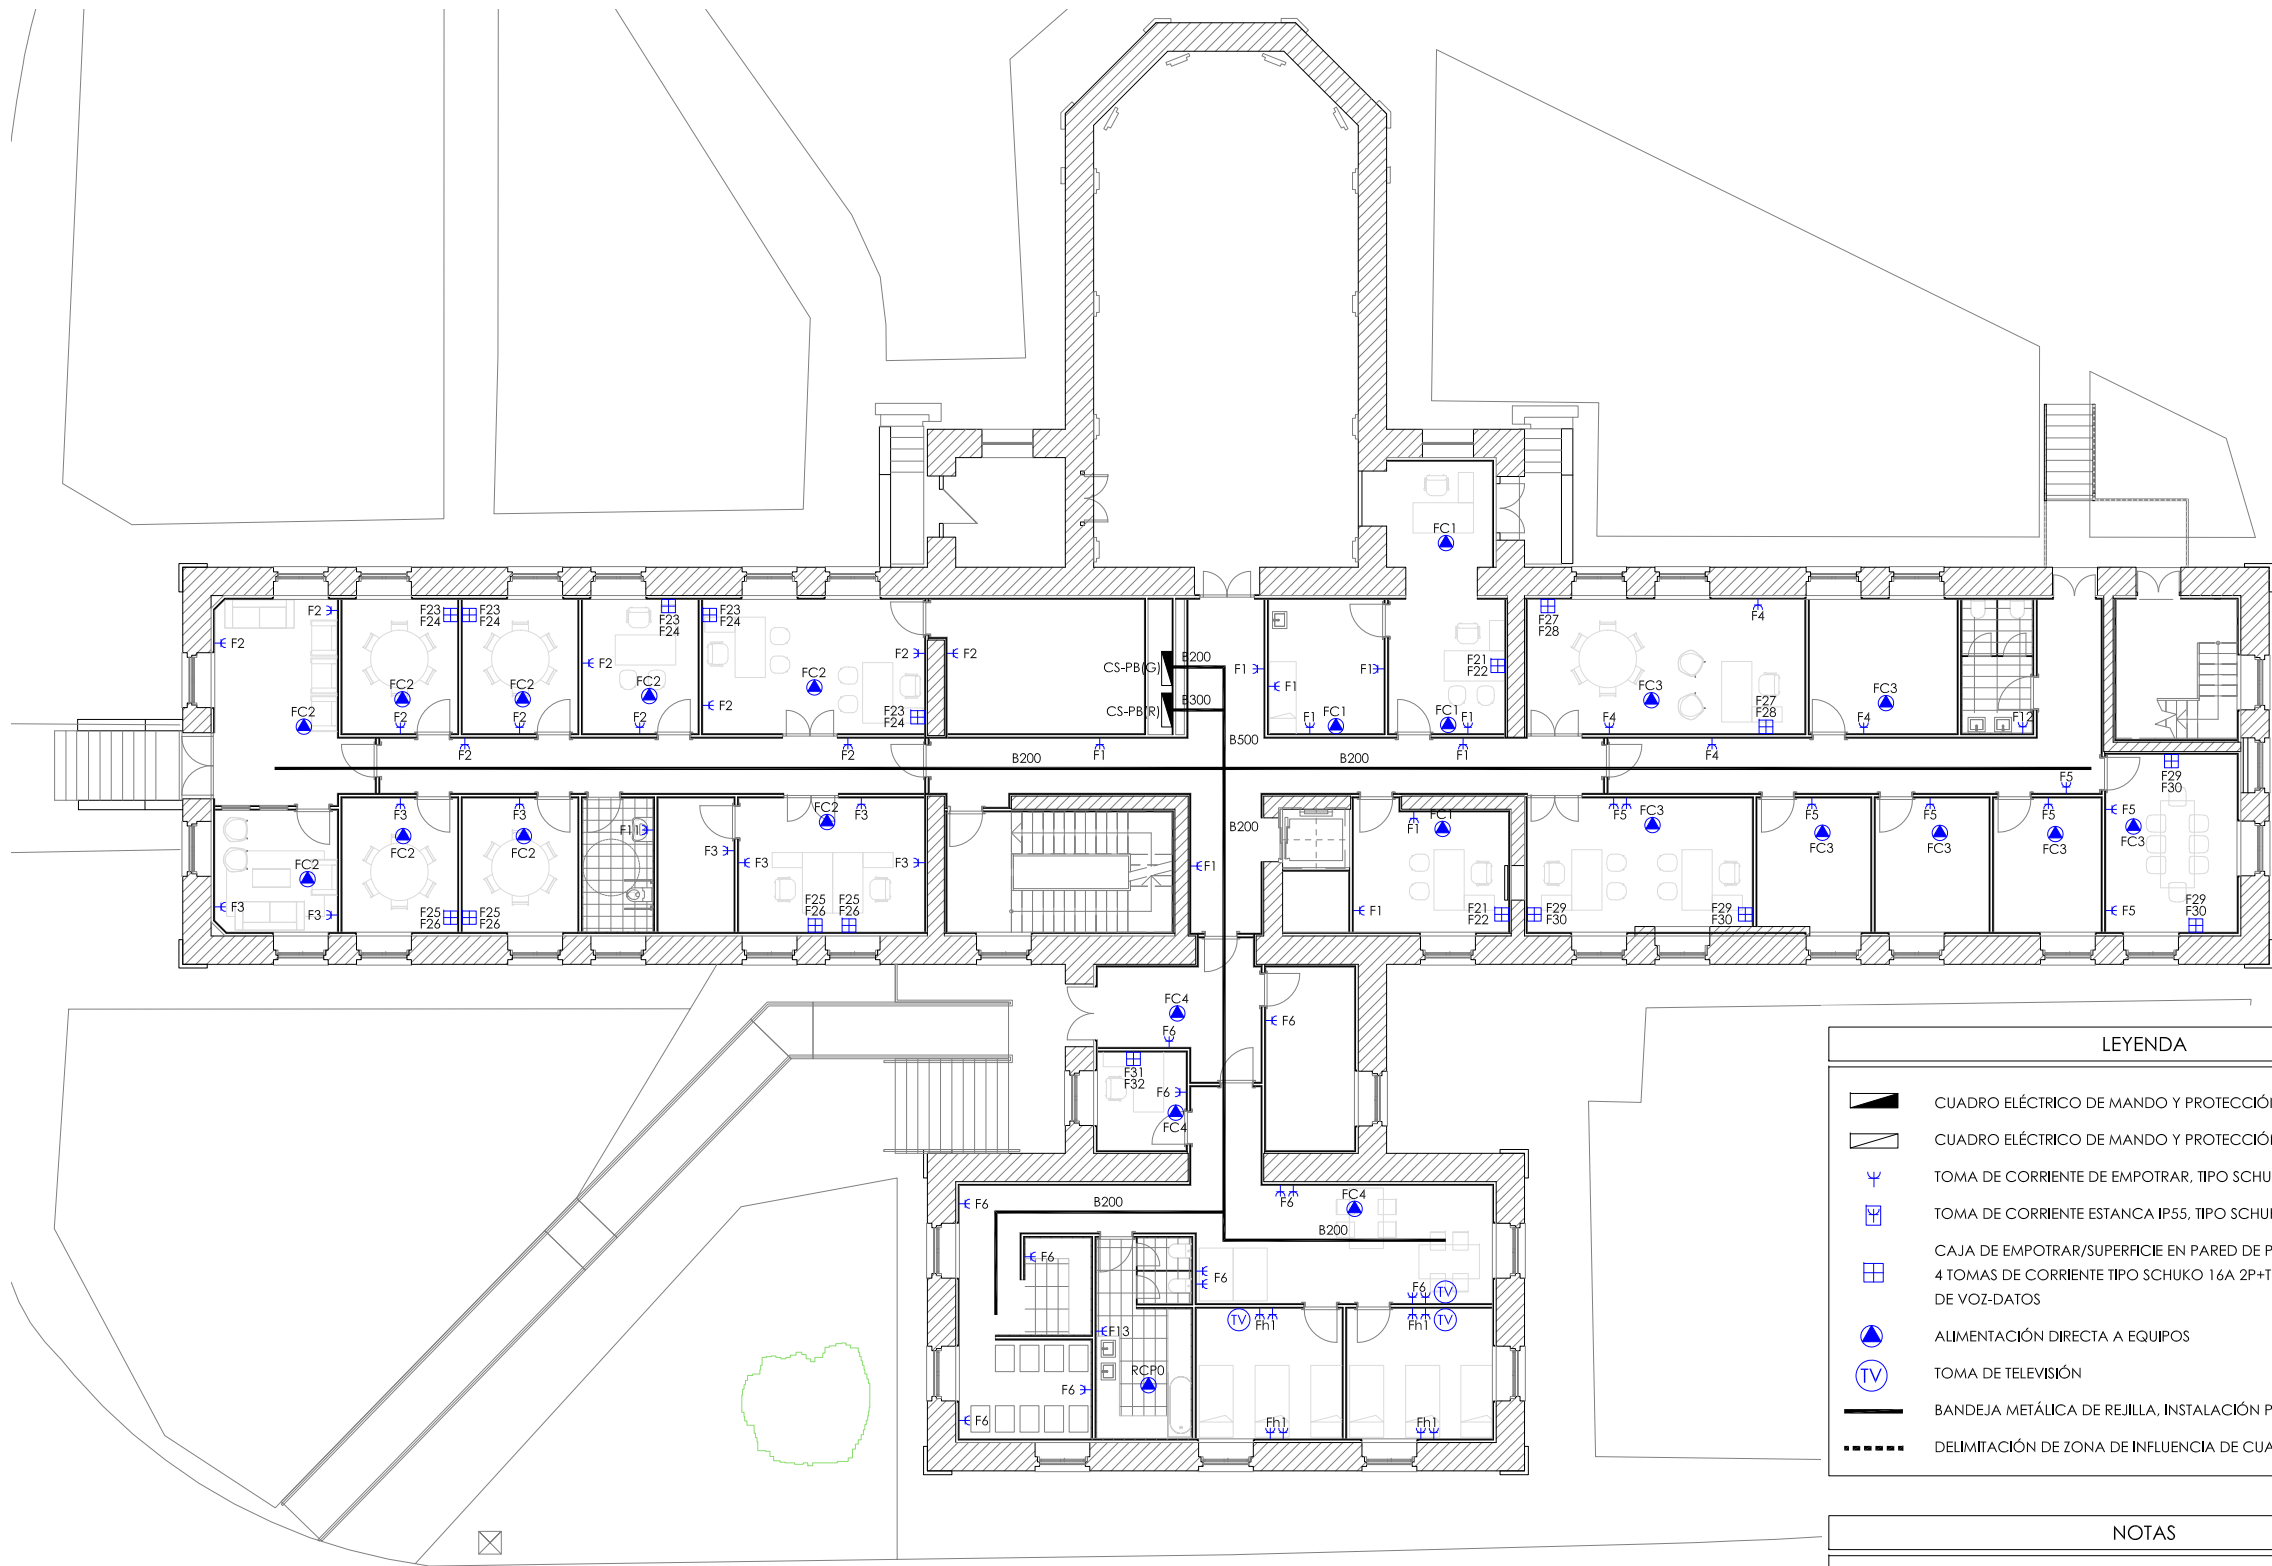 FC1
F2
F23
F24
F23
F24
F23
F24
F23
F24
F27
F28
F4
F2
F2
F2
F2
CS-PB(G)
B200
F1
F1
F21
F22
F1
FC2
FC2
FC2
FC2
FC3
FC3
F2
F23
F24
CS-PB(R)
B300
F27
F28
FC2
F2
F2
F2
FC1
F1
FC1
F1
F4
F4
F12
F2
F2
F1
B500
F1
F4
B200
B200
F5
F29
F30
F3
F3
FC2
F3
F1
F5
F5
F5
F5
F5
F11
B200
FC1
FC3
FC2
FC2
F3
F3
F3
F1
FC3
FC3
FC3
FC3
FC2
F3
F3
F25
F26
F25
F26
F25
F26
F25
F26
F1
F21
F22
F29
F30
F29
F30
F5
F29
F30
FC4
F6
F6
F31
F32
F6
FC4
F6
B200
F6
FC4
B200
F6
F6
F6
TV
TV
Fh1
Fh1
TV
F13
RCP0
F6
F6
Fh1
Fh1
LEYENDA
CUADRO ELÉCTRICO DE MANDO Y PROTECCIÓ
CUADRO ELÉCTRICO DE MANDO Y PROTECCIÓ
TOMA DE CORRIENTE DE EMPOTRAR, TIPO SCHU
TOMA DE CORRIENTE ESTANCA IP55, TIPO SCHU
CAJA DE EMPOTRAR/SUPERFICIE EN PARED DE P
4 TOMAS DE CORRIENTE TIPO SCHUKO 16A 2P+T
DE VOZ-DATOS
ALIMENTACIÓN DIRECTA A EQUIPOS
TV TOMA DE TELEVISIÓN
BANDEJA METÁLICA DE REJILLA, INSTALACIÓN P
DELIMITACIÓN DE ZONA DE INFLUENCIA DE CUA
NOTAS